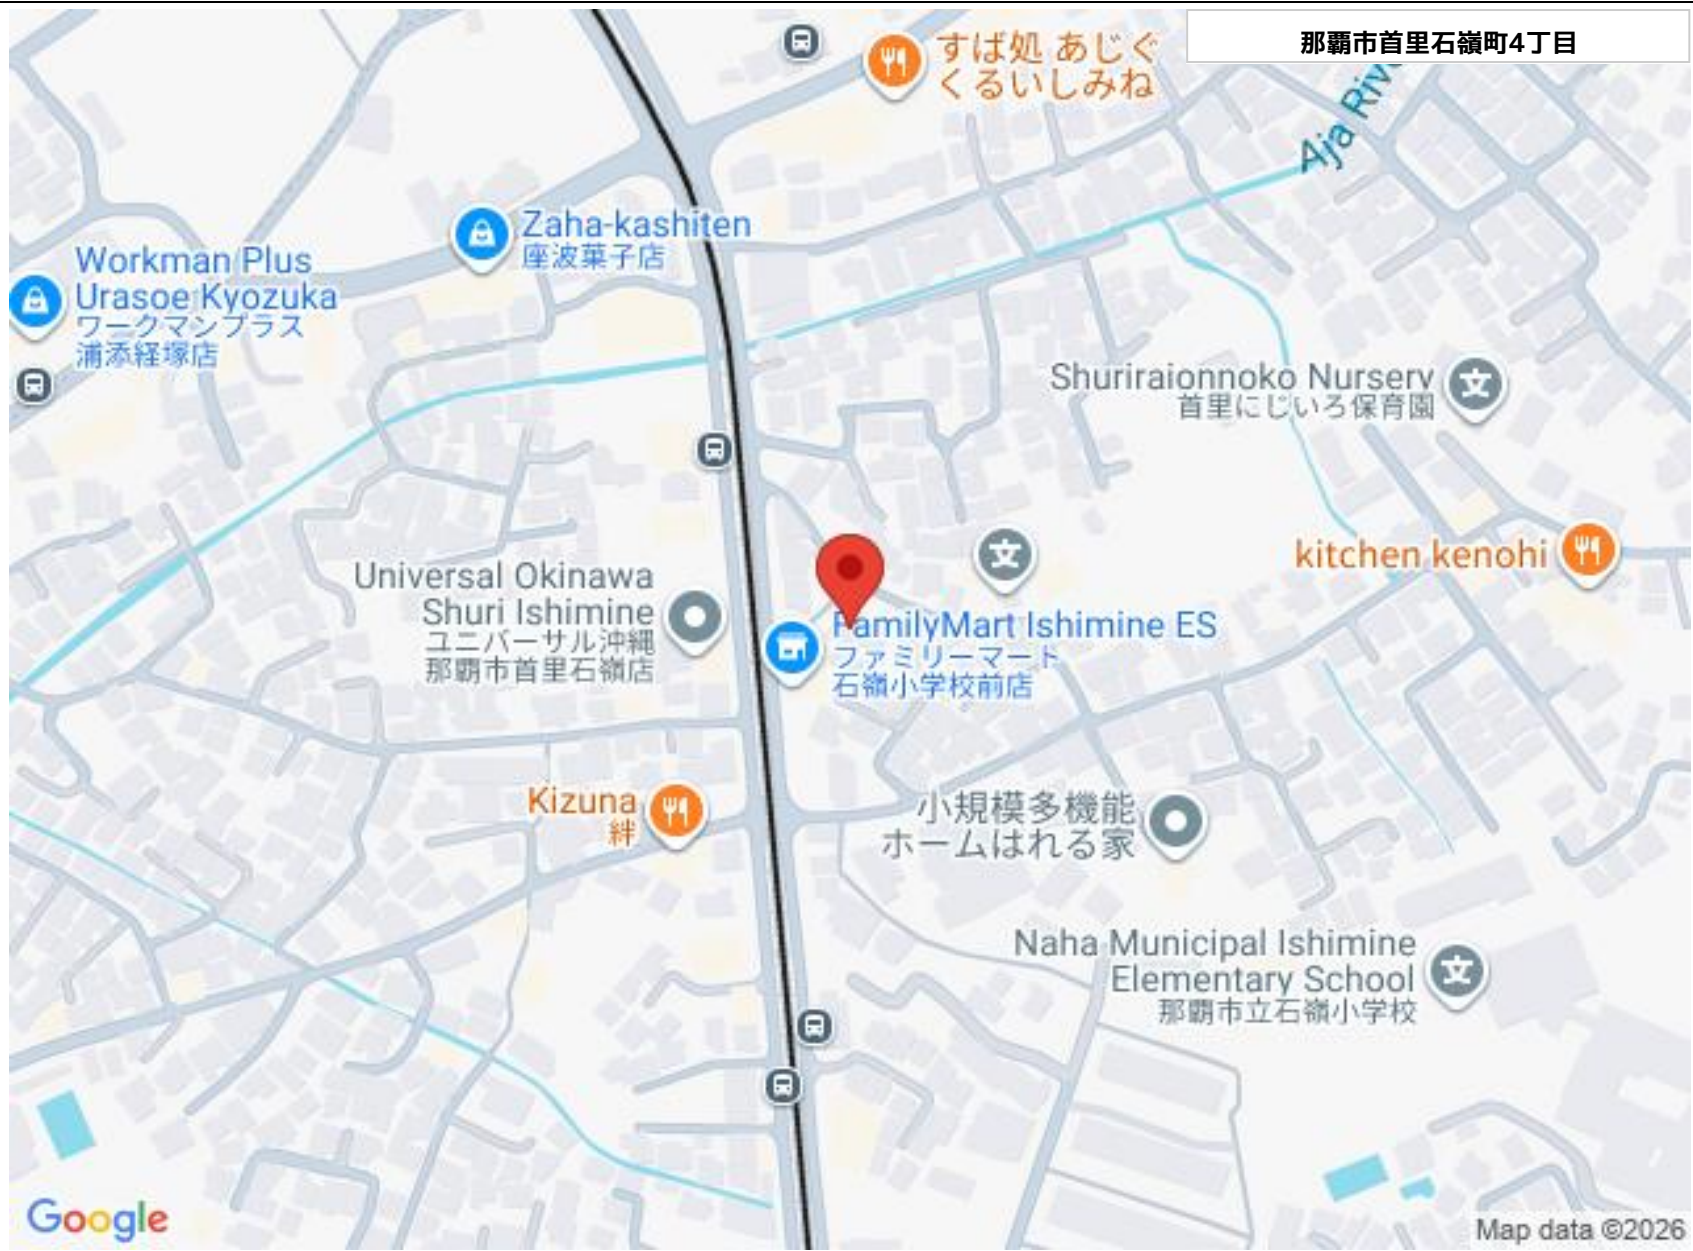 那覇市首里石嶺町4丁目
すば処 あじぐ
くるいしみね
Aja Rive
Zaha-kashiten
座波菓子店
Workman Plus
Urasoe Kyozuka
ワークマンプラス
浦添経塚店
Shuriraionnoko Nursery
首里にじいろ保育園
kitchen kenohi
Universal Okinawa
Shuri Ishimine
ユニバーサル沖縄
那覇市首里石嶺店
FamilyMart Ishimine ES
ファミリーマート
石嶺小学校前店
Kizuna
絆
小規模多機能
ホームはれる家
Naha Municipal Ishimine
Elementary School
那覇市立石嶺小学校
Google
Map data ©2026